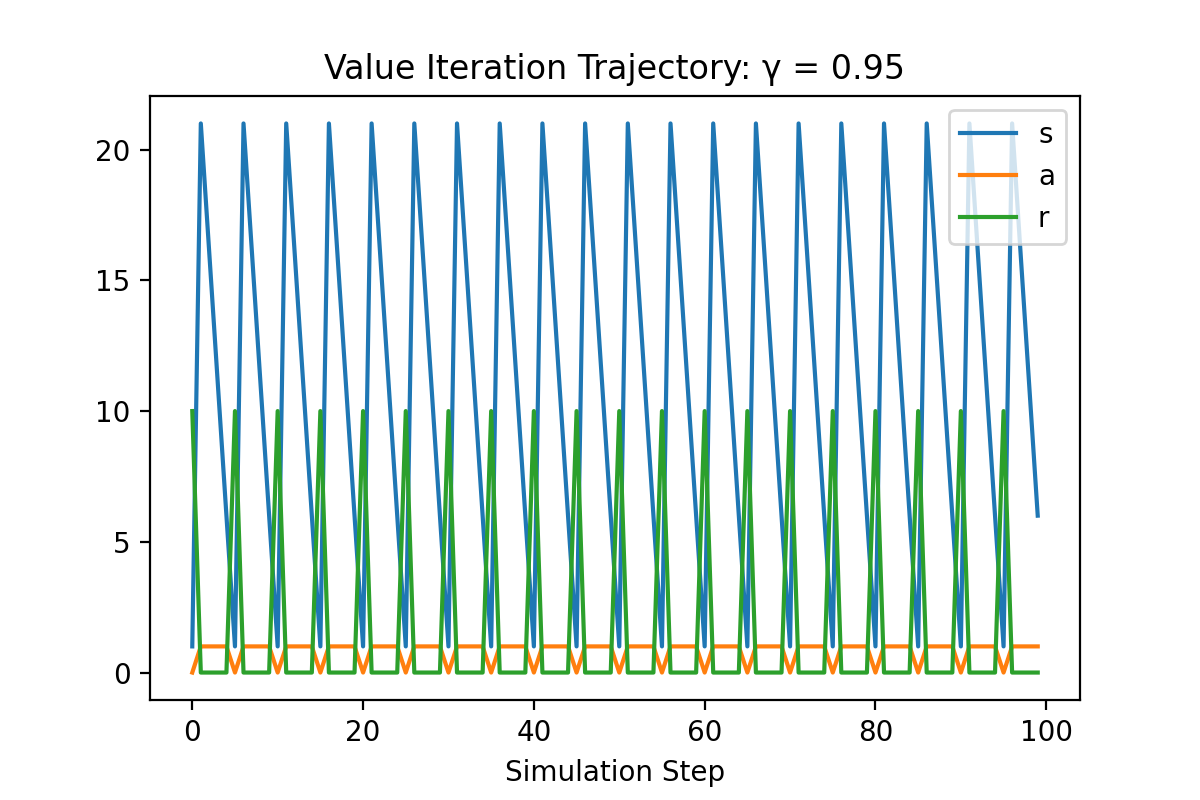 Value Iteration Trajectory: γ = 0.95
s
a
r
20
15
10
5
0
0 20 40 60 80 100
Simulation Step